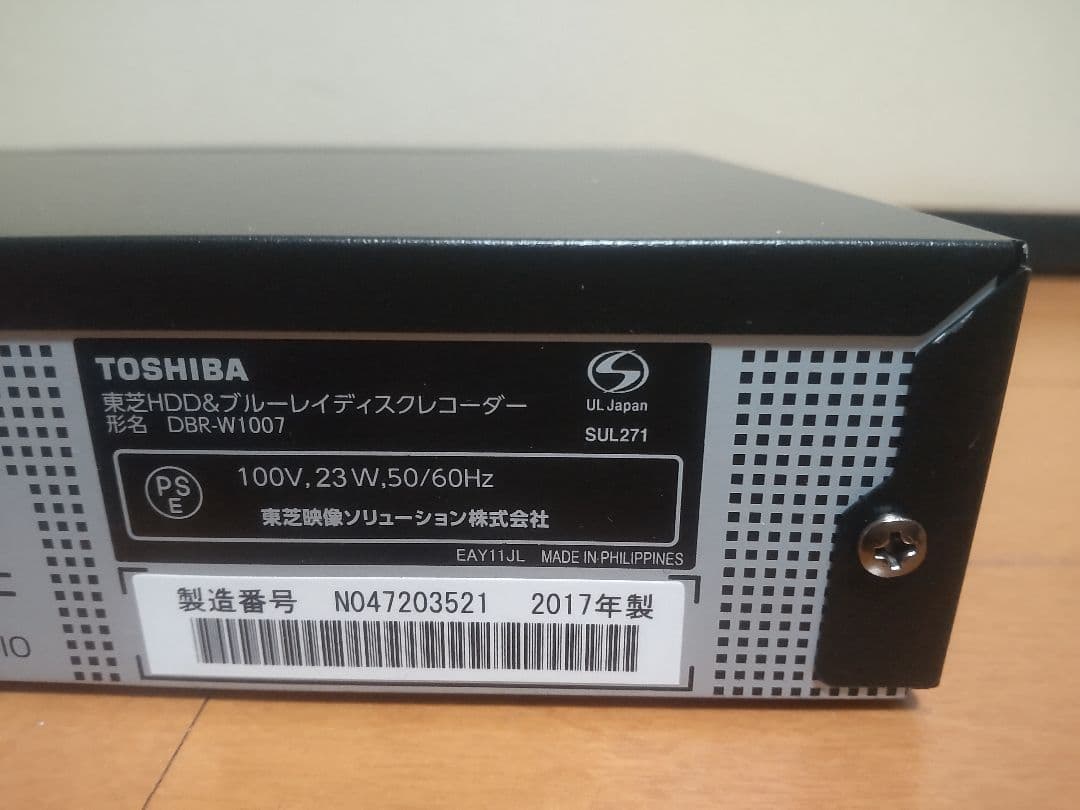 TOSHIBA
東芝HDD&ブルーレイディスクレコーダー
形名 DBR-W1007
UL Japan
SUL271
PS
E
100V,23W,50/60Hz
東芝映像ソリューション株式会社
EAY11JL MADE IN PHILIPPINES
製造番号 NO47203521 2017年製
IO